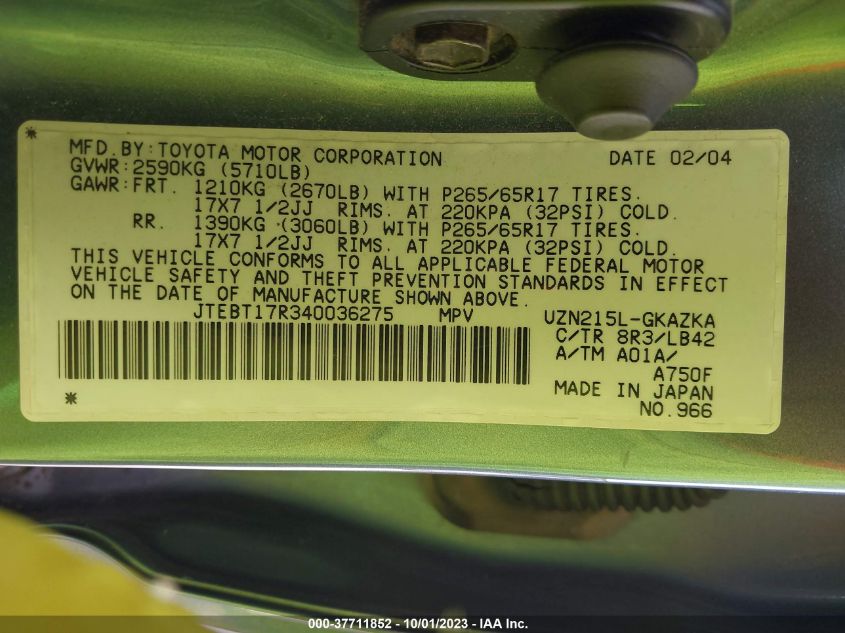 MFD. BY: TOYOTA MOTOR CORPORATION DATE 02/04
GVWR: 2590KG (5710LB)
GAWR: FRT. 1210KG (2670LB) WITH P265/65R17 TIRES.
17X7 1/2JJ RIMS. AT 220KPA (32PSI) COLD.
RR. 1390KG (3060LB) WITH P265/65R17 TIRES.
17X7 1/2JJ RIMS. AT 220KPA (32PSI) COLD.
THIS VEHICLE CONFORMS TO ALL APPLICABLE FEDERAL MOTOR
VEHICLE SAFETY AND THEFT PREVENTION STANDARDS IN EFFECT
ON THE DATE OF MANUFACTURE SHOWN ABOVE.
JTEBT17R340036275 MPV UZN215L-GKAZKA
C/TR 8R3/LB42
A/TM A01A/
A750F
MADE IN JAPAN
NO.966
000-37711852 - 10/01/2023 - IAA Inc.